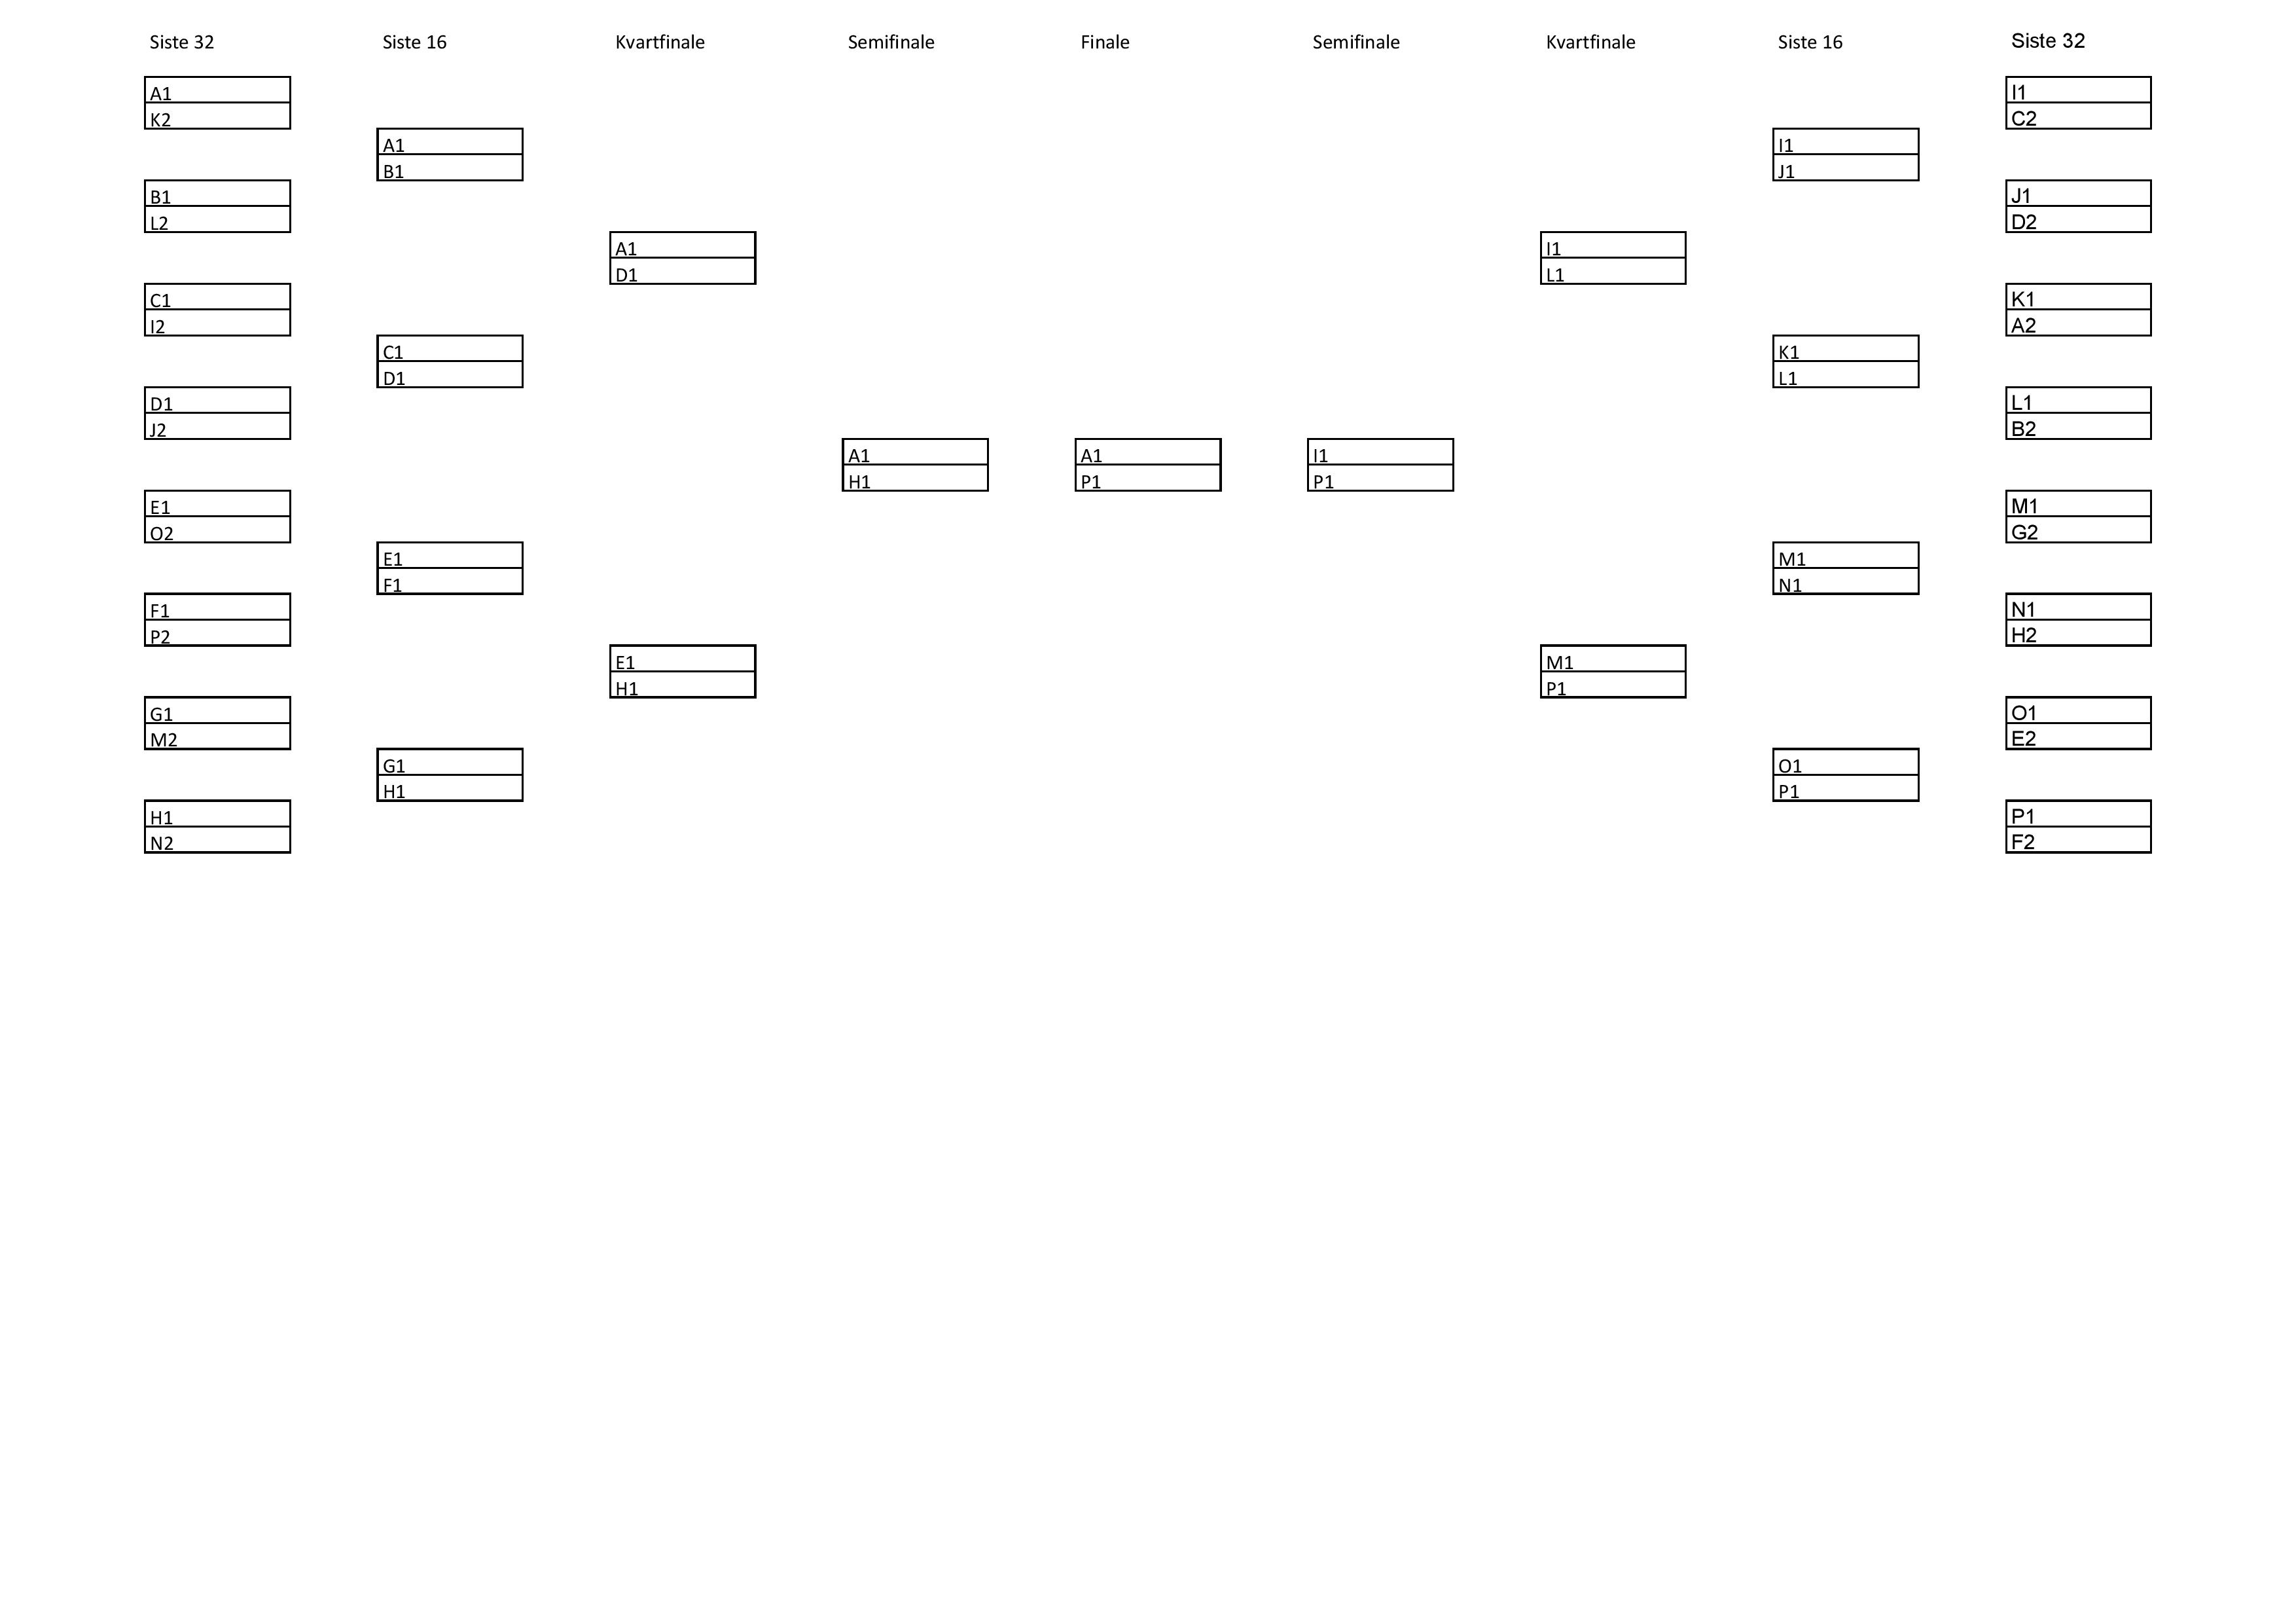 Siste 32 Siste 16 Kvartfinale Semifinale Finale Semifinale Kvartfinale Siste 16 Siste 32
A1 I1
K2 C2
A1 I1
B1 J1
B1 J1
L2 D2
A1 I1
D1 L1
C1 K1
I2 A2
C1 K1
D1 L1
D1 L1
J2 B2
A1 A1 I1
H1 P1 P1
E1 M1
O2 G2
E1 M1
F1 N1
F1 N1
P2 H2
E1 M1
H1 P1
G1 O1
M2 E2
G1 O1
H1 P1
H1 P1
N2 F2